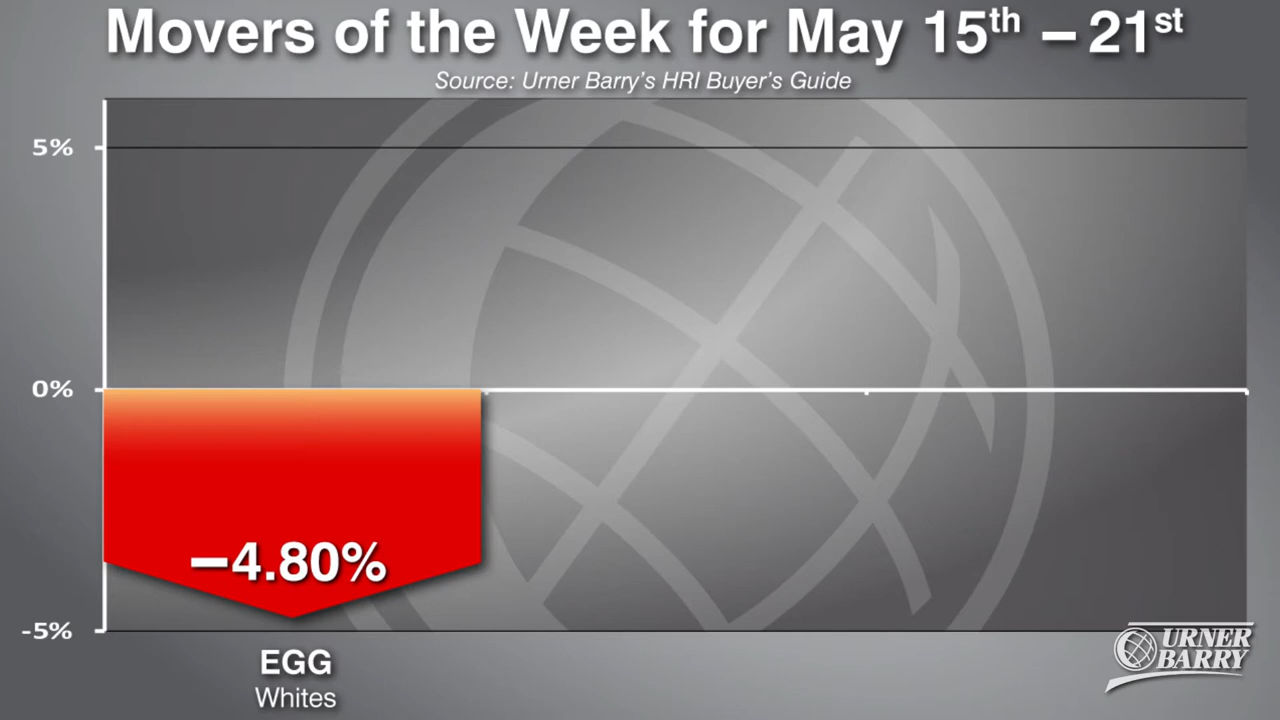 Movers of the Week for May 15th – 21st
Source: Urner Barry's HRI Buyer's Guide
5%
0%
–4.80%
-5%
EGG
Whites
URNER
BARRY